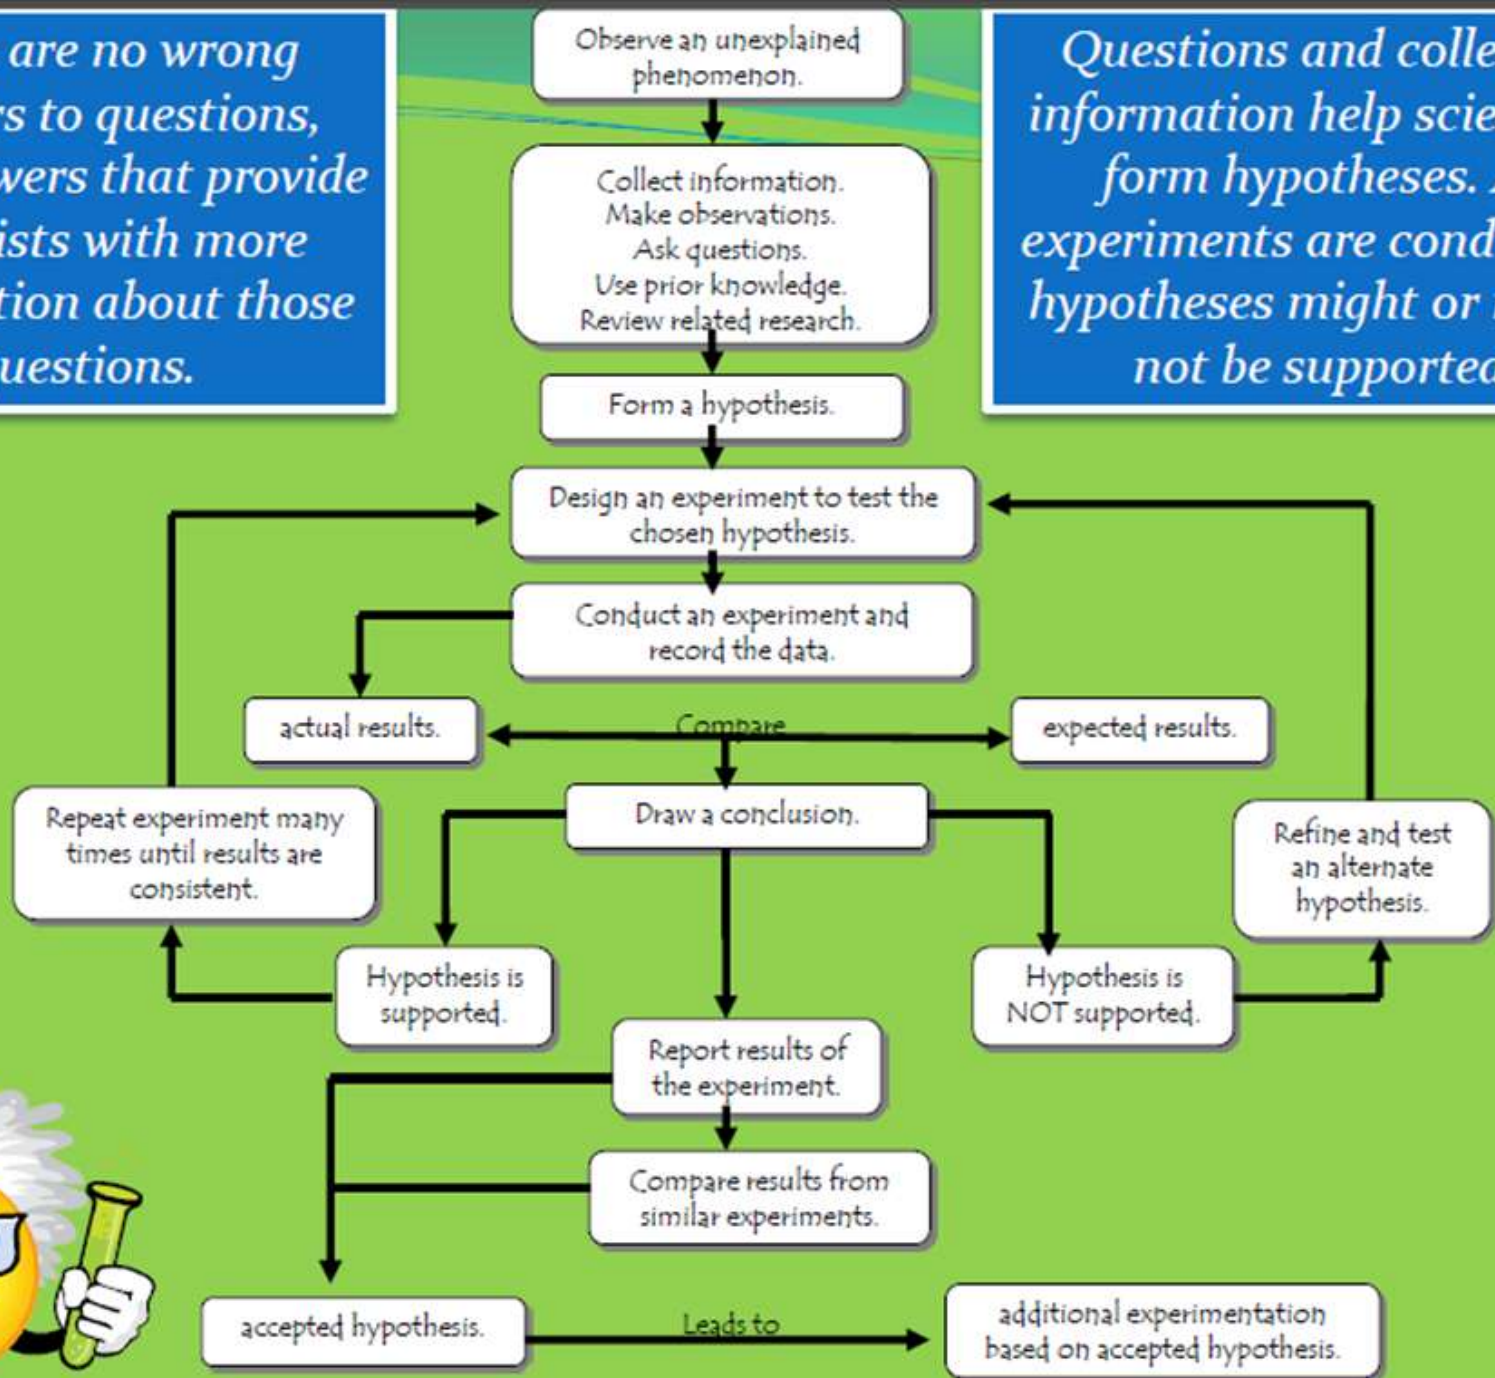 are no wrong
rs to questions,
wers that provide
ists with more
tion about those
uestions.
Observe an unexplained
phenomenon.
Questions and colle
information help scie
form hypotheses.
experiments are cond
hypotheses might or
not be supported
Collect information.
Make observations.
Ask questions.
Use prior knowledge.
Review related research.
Form a hypothesis.
Design an experiment to test the
chosen hypothesis.
Conduct an experiment and
record the data.
actual results.
Compare
expected results.
Draw a conclusion.
Repeat experiment many
times until results are
consistent.
Refine and test
an alternate
hypothesis.
Hypothesis is
supported.
Hypothesis is
NOT supported.
Report results of
the experiment.
Compare results from
similar experiments.
accepted hypothesis.
Leads to
additional experimentation
based on accepted hypothesis.